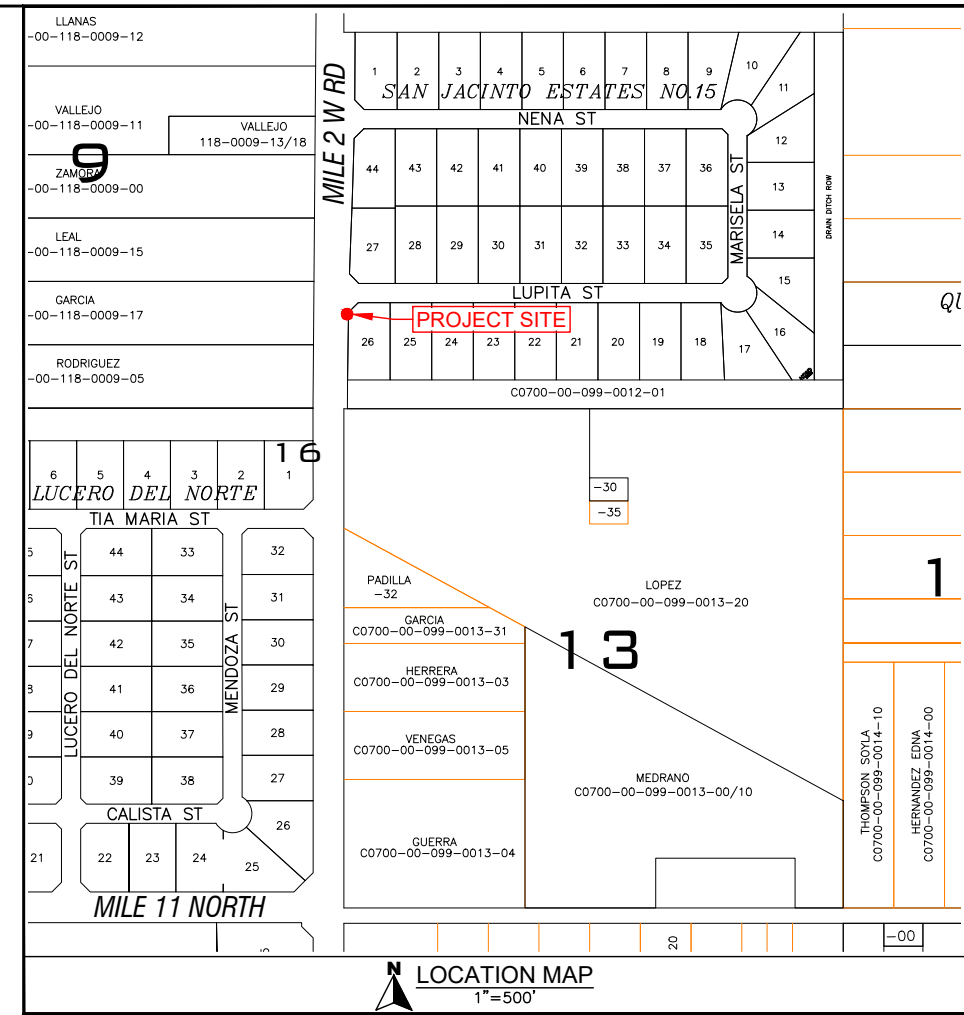 LLANAS
-00-118-0009-12
VALLEJO
-00-118-0009-11
VALLEJO
118-0009-13/18
9
ZAMORA
-00-118-0009-00
LEAL
-00-118-0009-15
GARCIA
-00-118-0009-17
RODRIGUEZ
-00-118-0009-05
MILE 2 W RD
1 2 3 4 5 6 7 8 9 10
SAN JACINTO ESTATES NO.15
11
NENA ST
12
44 43 42 41 40 39 38 37 36
MARISELA ST
13
DRAIN DITCH ROW
14
27 28 29 30 31 32 33 34 35
15
LUPITA ST
QU
PROJECT SITE
16
26 25 24 23 22 21 20 19 18 17
C0700-00-099-0012-01
16
6 5 4 3 2 1
LUCERO DEL NORTE
TIA MARIA ST
-30
-35
5 44 33 32
LUCERO DEL NORTE ST
MENDOZA ST
6 43 34 31
7 42 35 30
8 41 36 29
9 40 37 28
0 39 38 27
CALISTA ST
26
21 22 23 24 25
MILE 11 NORTH
PADILLA
-32
GARCIA
C0700-00-099-0013-31
LOPEZ
C0700-00-099-0013-20
13
1
HERRERA
C0700-00-099-0013-03
VENEGAS
C0700-00-099-0013-05
MEDRANO
C0700-00-099-0013-00/10
GUERRA
C0700-00-099-0013-04
THOMPSON SOYLA
C0700-00-099-0014-10
HERNANDEZ EDNA
C0700-00-099-0014-00
20
-00
N
LOCATION MAP
1"=500'